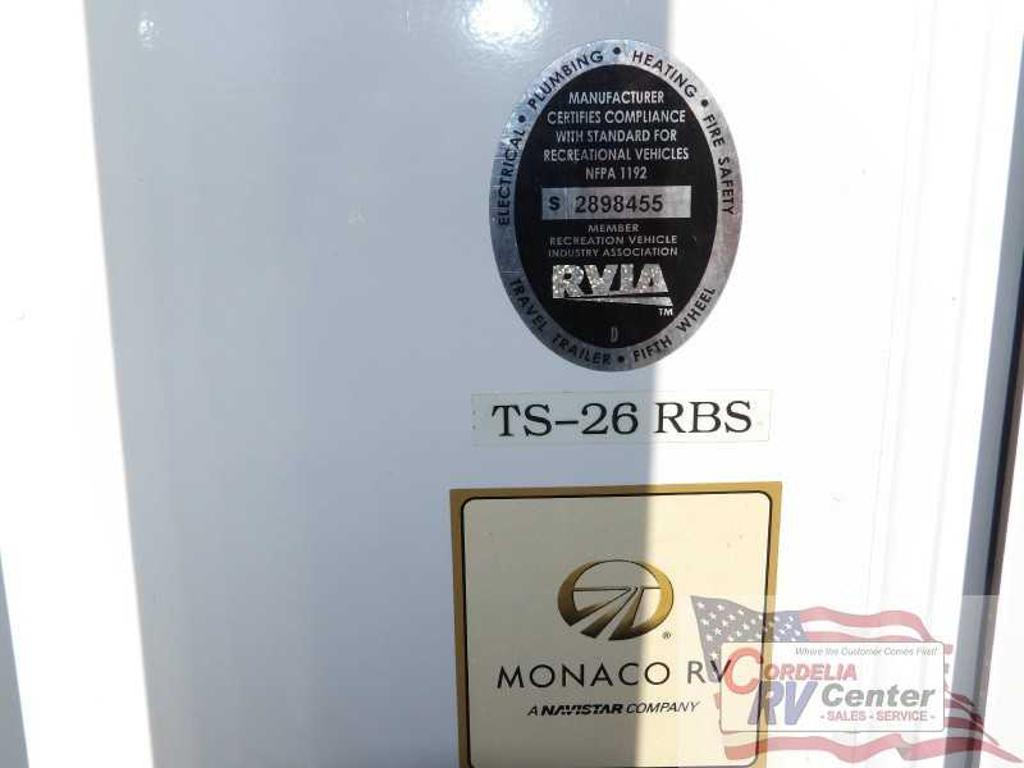 ELECTRICAL • PLUMBING • HEATING • FIRE SAFETY
MANUFACTURER
CERTIFIES COMPLIANCE
WITH STANDARD FOR
RECREATIONAL VEHICLES
NFPA 1192
S 2898455
MEMBER
RECREATION VEHICLE
INDUSTRY ASSOCIATION
RVIA
TM
D
TRAVEL TRAILER • FIFTH WHEEL
TS-26 RBS
®
MONACO RV
A NAVISTAR COMPANY
Where the Customer Comes First!
CORDELIA
RV Center
- SALES - SERVICE -